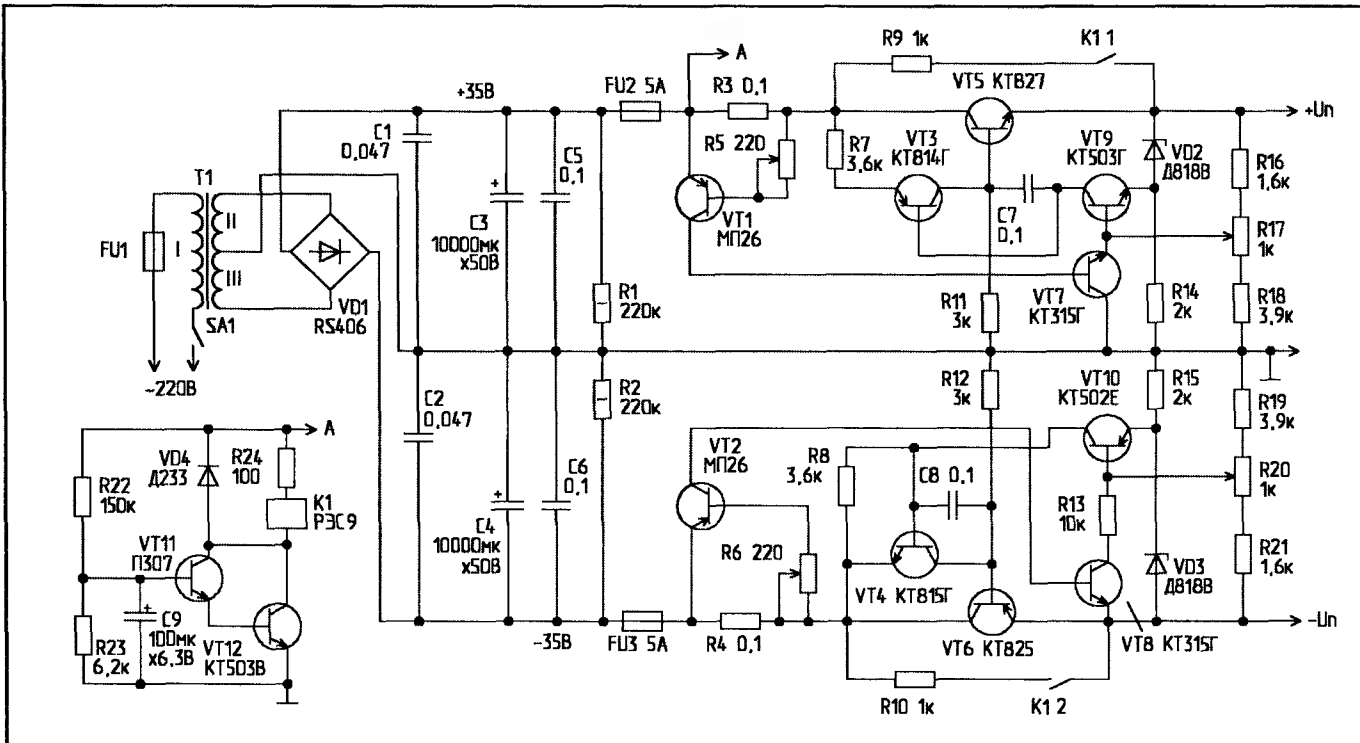 A
R9 1к
К1 1
VT5 КТ827
+35В
FU2 5А
R3 0,1
+Uп
C1
0,047
R5 220
R7
3,6к
VT3
КТ814Г
VT9
КТ503Г
VD2
Д818В
R16
1,6к
C5
0,1
T1
II
I
III
FU1
C3
10000мк
х50В
VT1
МП26
C7
0,1
R17
1к
VD1
RS406
SA1
R1
220к
R11
3к
VT7
КТ315Г
R14
2к
R18
3,9к
~220В
R2
220к
R12
3к
VT10
КТ502Е
R15
2к
R19
3,9к
C2
0,047
A
VT2
МП26
R8
3,6к
C8 0,1
VD4
Д233
R24
100
R22
150к
C6
0,1
R20
1к
R13
10к
К1
РЭС9
C4
10000мк
х50В
VT11
П307
R6 220
VD3
Д818В
R21
1,6к
VT4 КТ815Г
C9
100мк
х6,3В
R23
6,2к
VT12
КТ503В
-35В
FU3 5А
R4 0,1
VT6 КТ825
VT8 КТ315Г
-Uп
R10 1к
К1 2